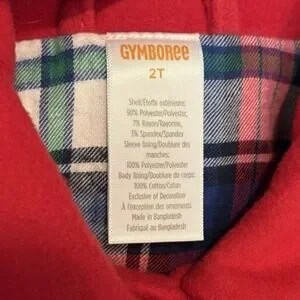 GYMBOREE
2T
Shell/Étoffe extérieure:
90% Polyester/Polyester,
7% Rayon/Rayonne,
3% Spandex/Spandex
Sleeve lining/Doublure des
manches:
100% Polyester/Polyester
Body lining/Doublure du corps:
100% Cotton/Coton
Exclusive of Decoration
À l'exception des ornements
Made in Bangladesh
Fabriqué au Bangladesh